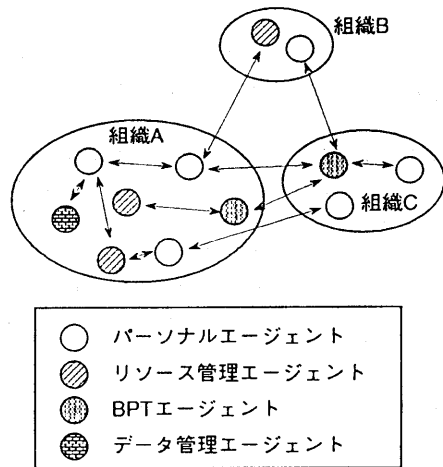 組織B
組織A
組織C
パーソナルエージェント
リソース管理エージェント
BPTエージェント
データ管理エージェント